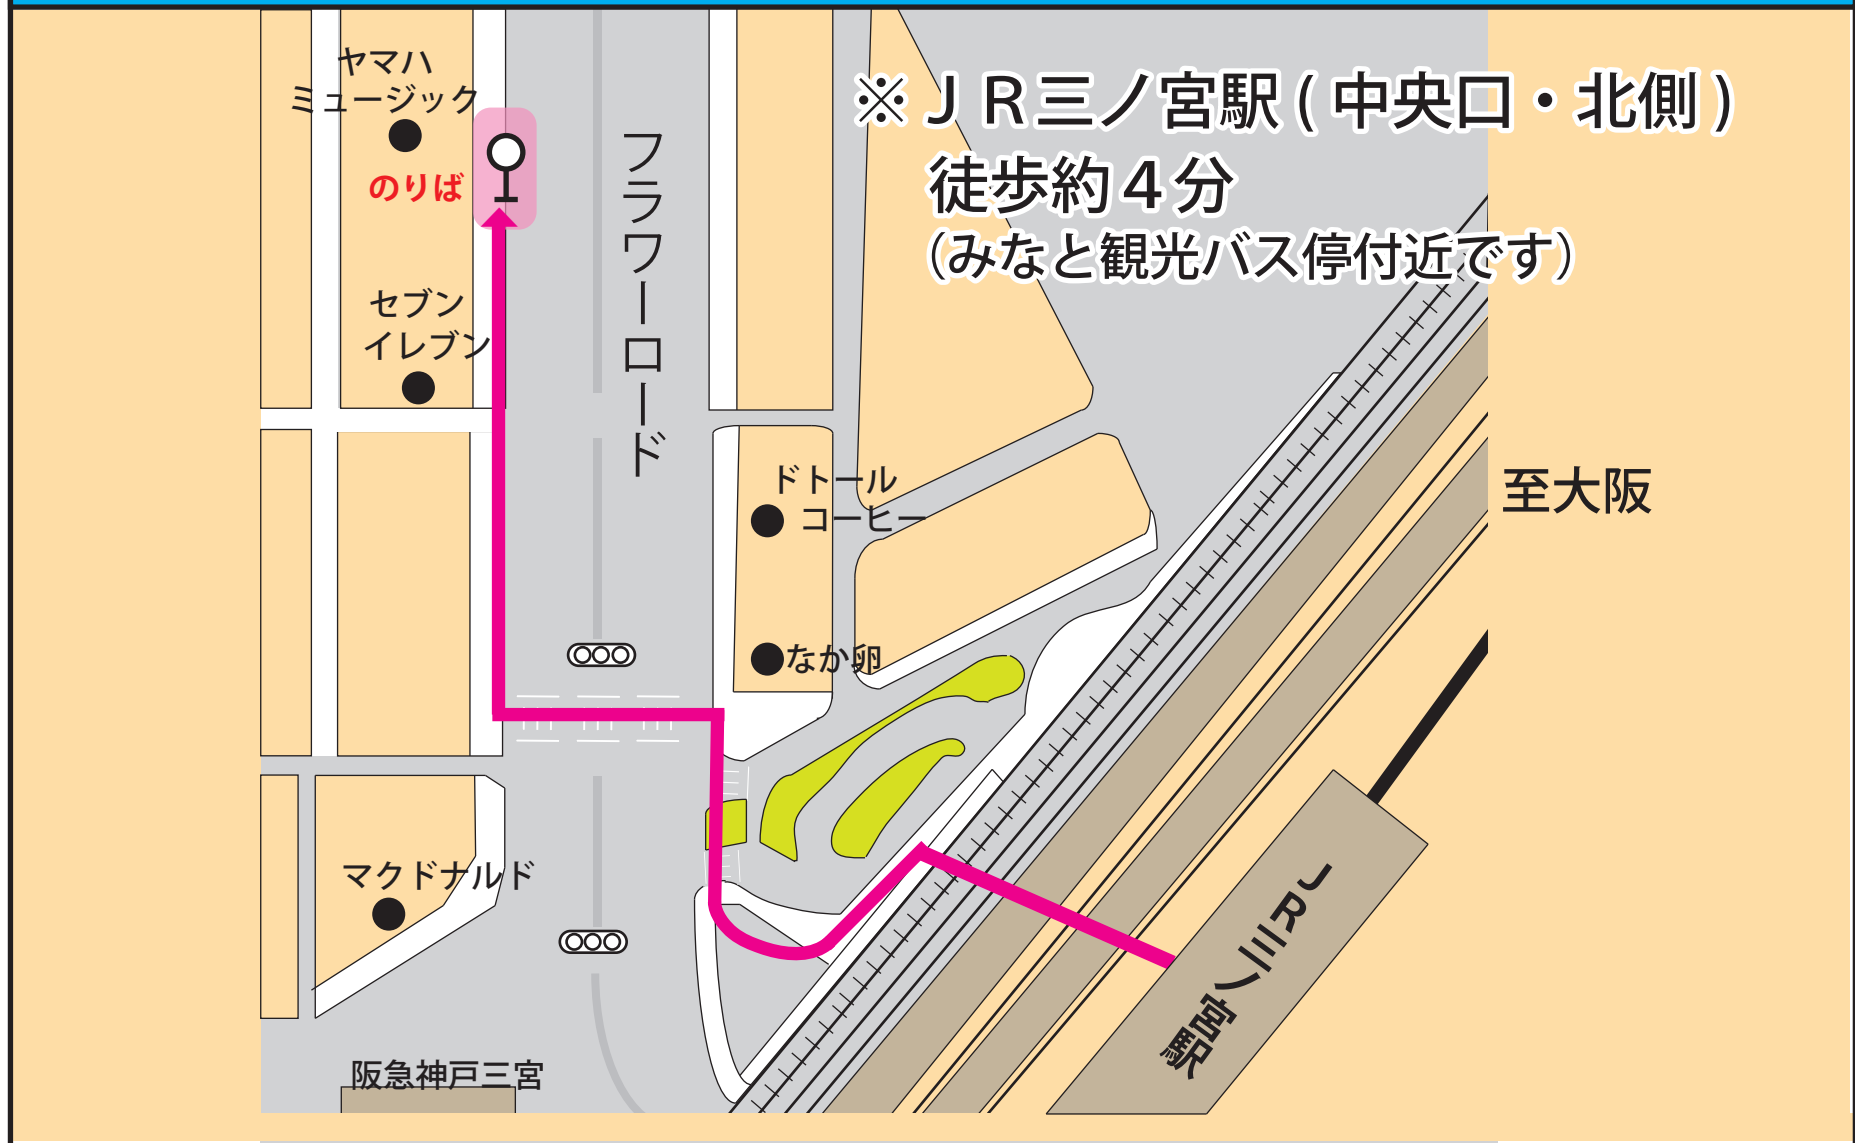 ※ＪＲ三ノ宮駅(中央口・北側)
徒歩約４分
（みなと観光バス停付近です）
ヤマハ
ミュージック
のりば
フラワーロード
セブン
イレブン
ドトール
コーヒー
至大阪
なか卵
マクドナルド
ＪＲ三ノ宮駅
阪急神戸三宮